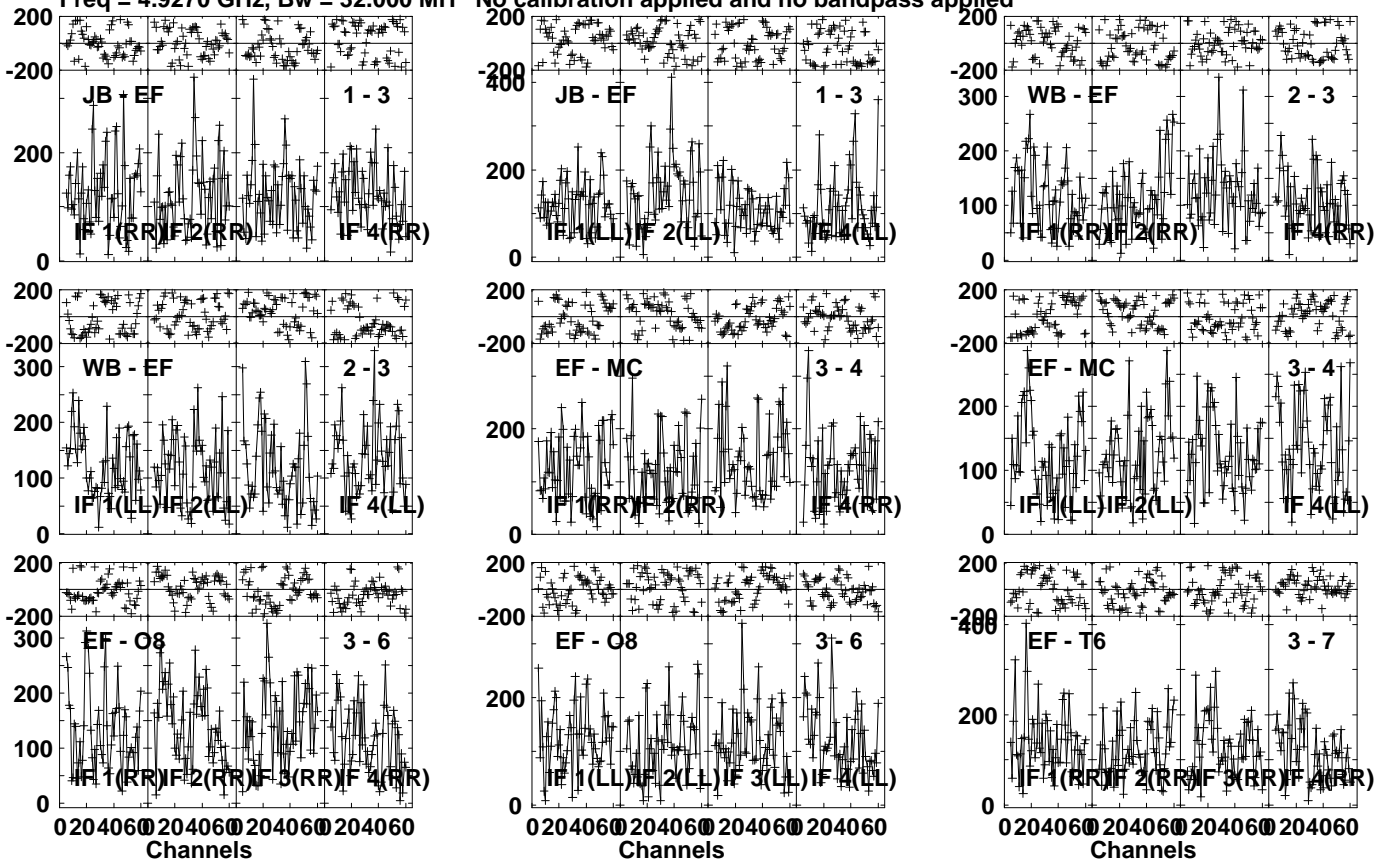 Freq = 4.9270 GHz, Bw = 32.000 MH No calibration applied and no bandpass applied
200 200 200
-200 -200 -200
400
JB - EF 1 - 3 JB - EF 1 - 3 WB - EF 2 - 3
300
200 200 200
100
IF 1(RR) IF 2(RR) IF 4(RR) IF 1(LL) IF 2(LL) IF 4(LL) IF 1(RR) IF 2(RR) IF 4(RR)
0 0 0
200 200 200
-200 -200 -200
WB - EF 2 - 3 EF - MC 3 - 4 EF - MC 3 - 4
300
200 200 200
100 100
IF 1(LL) IF 2(LL) IF 4(LL) IF 1(RR) IF 2(RR) IF 4(RR) IF 1(LL) IF 2(LL) IF 4(LL)
0 0 0
200 200 200
-200 -200 -200
400
EF - O8 3 - 6 EF - O8 3 - 6 EF - T6 3 - 7
300
200 200 200
100
IF 1(RR) IF 2(RR) IF 3(RR) IF 4(RR) IF 1(LL) IF 2(LL) IF 3(LL) IF 4(LL) IF 1(RR) IF 2(RR) IF 3(RR) IF 4(RR)
0 0 0
0 20 40 60 0 20 40 60 0 20 40 60 0 20 40 60 0 20 40 60 0 20 40 60 0 20 40 60 0 20 40 60 0 20 40 60 0 20 40 60 0 20 40 60 0 20 40 60
Channels Channels Channels